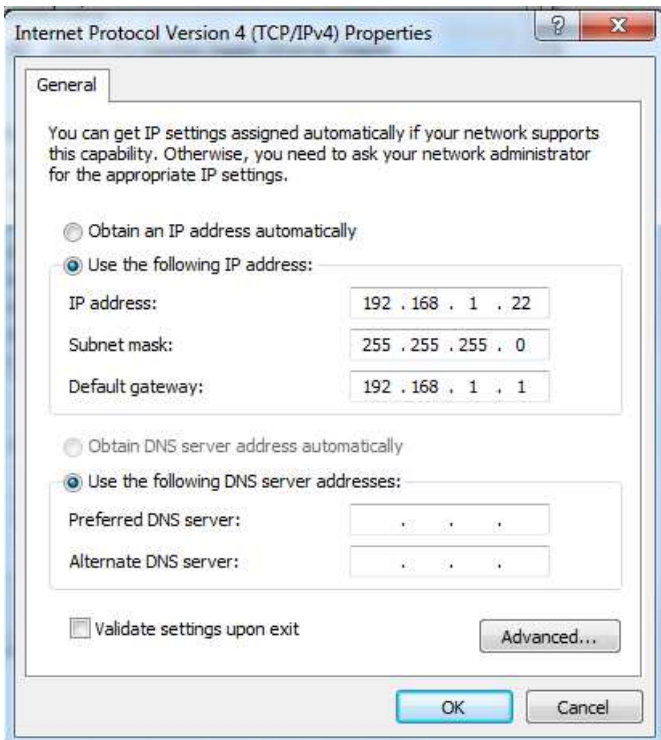 Internet Protocol Version 4 (TCP/IPv4) Properties
General
You can get IP settings assigned automatically if your network supports
this capability. Otherwise, you need to ask your network administrator
for the appropriate IP settings.
Obtain an IP address automatically
Use the following IP address:
IP address: 192 . 168 . 1 . 22
Subnet mask: 255 . 255 . 255 . 0
Default gateway: 192 . 168 . 1 . 1
Obtain DNS server address automatically
Use the following DNS server addresses:
Preferred DNS server: . . .
Alternate DNS server: . . .
Validate settings upon exit
Advanced...
OK Cancel